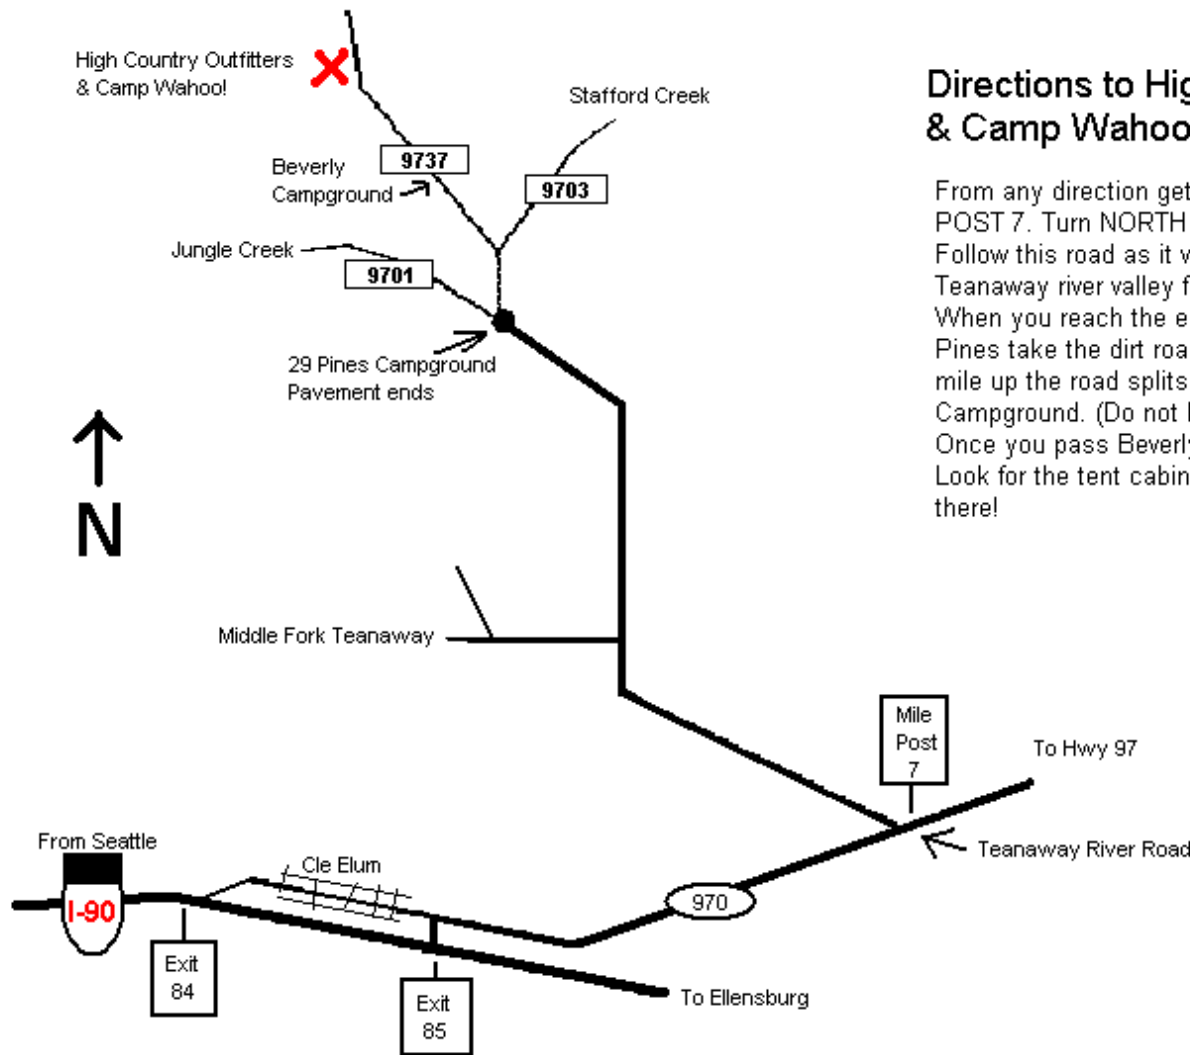 High Country Outfitters
& Camp Wahoo!
Stafford Creek
9737
Beverly
Campground
9703
Jungle Creek
9701
29 Pines Campground
Pavement ends
N
Middle Fork Teanaway
Mile
Post
7
To Hwy 97
Teanaway River Road
From Seattle
I-90
Cle Elum
970
Exit
84
Exit
85
To Ellensburg
Directions to Hig
& Camp Wahoo
From any direction get
POST 7. Turn NORTH
Follow this road as it
Teanaway river valley
When you reach the
Pines take the dirt
mile up the road splits
Campground. (Do not
Once you pass Beverly
Look for the tent cabin
there!